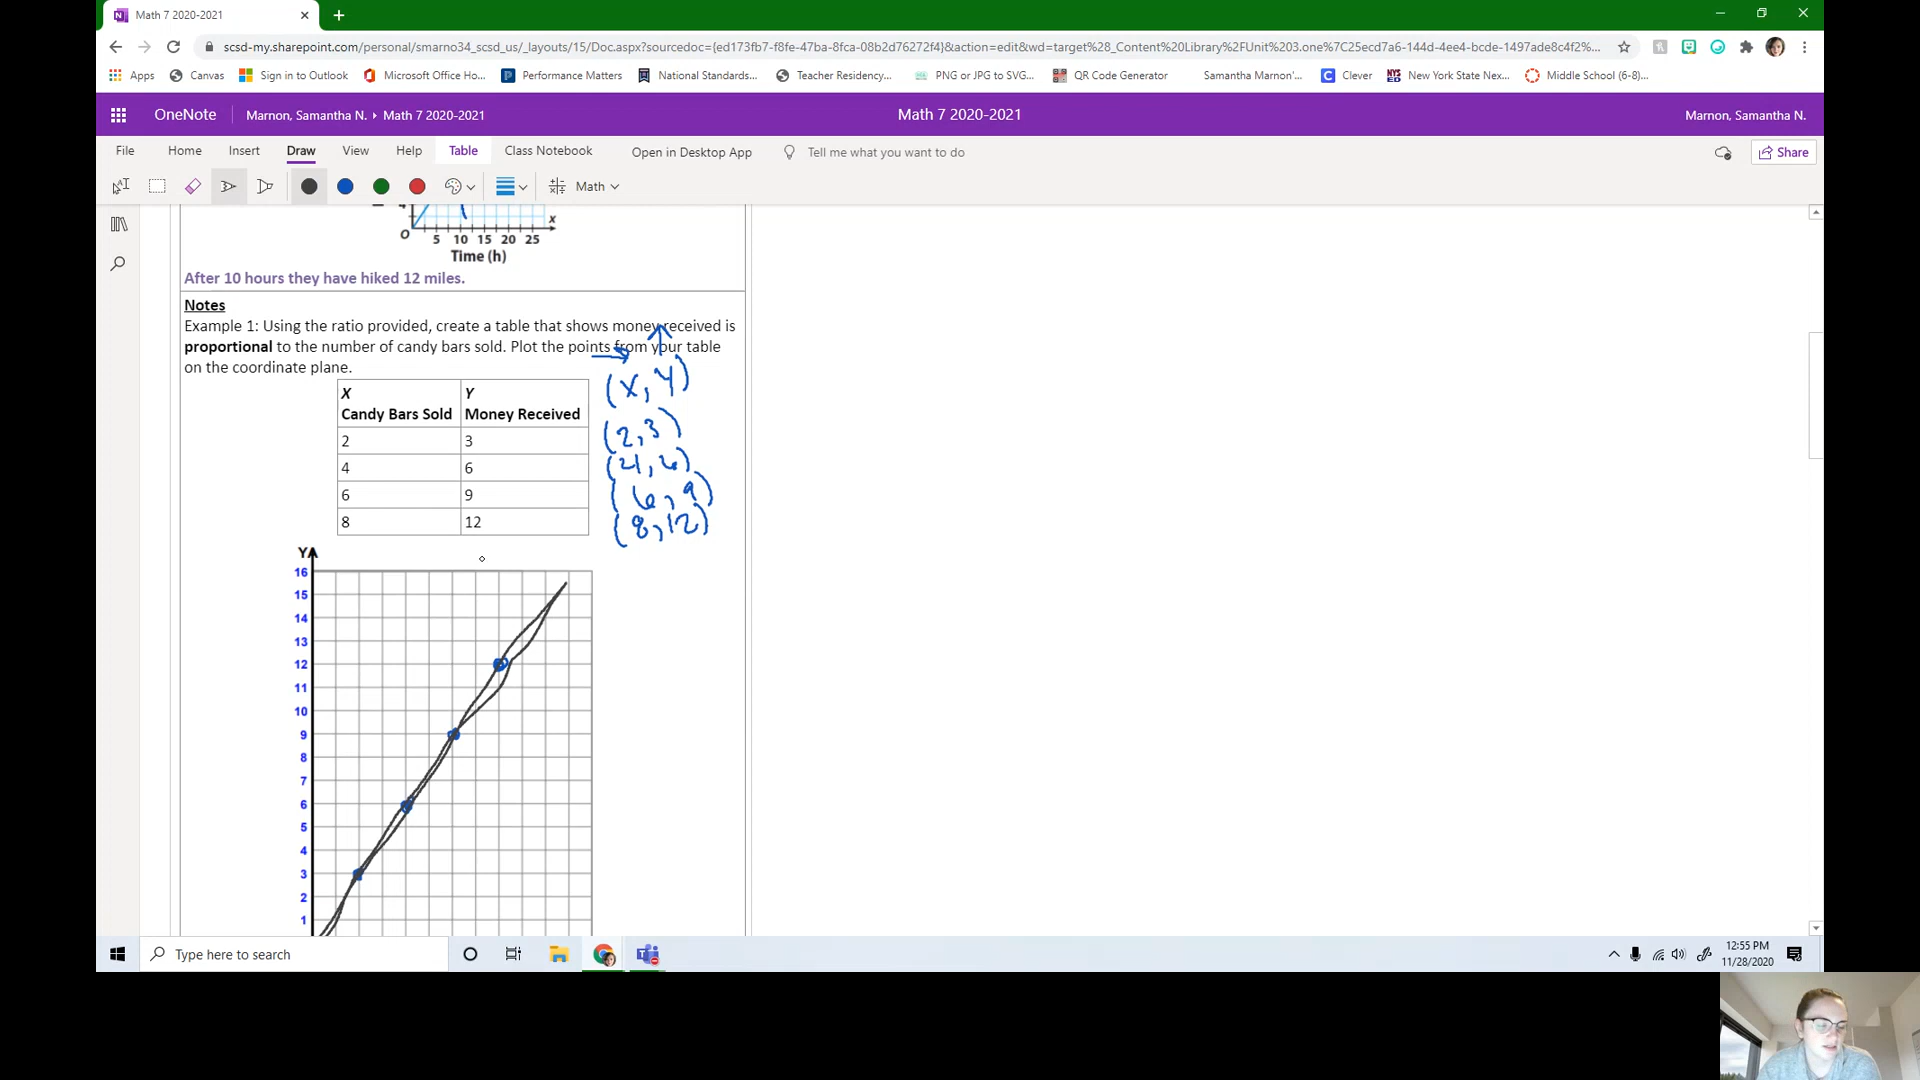 Math 7 2020-2021
scsd-my.sharepoint.com/personal/smarno34_scsd_us/_layouts/15/Doc.aspx?sourcedoc={ed173fb7-f8fe-47ba-8fca-08b2d76272f4}&action=edit&wd=target%28_Content%20Library%2FUnit%203.one%7C25ecd7a6-144d-4ee4-bcde-1497ade8c4f2%...
Apps Canvas Sign in to Outlook Microsoft Office Ho... Performance Matters National Standards... Teacher Residency... PNG or JPG to SVG... QR Code Generator Samantha Marnon'... Clever New York State Nex... Middle School (6-8)...
OneNote Marnon, Samantha N. Math 7 2020-2021 Math 7 2020-2021 Marnon, Samantha N.
File Home Insert Draw View Help Table Class Notebook Open in Desktop App Tell me what you want to do Share
Math
4
x
O 5 10 15 20 25
Time (h)
After 10 hours they have hiked 12 miles.
Notes
Example 1: Using the ratio provided, create a table that shows money received is
proportional to the number of candy bars sold. Plot the points from your table
on the coordinate plane.
X Y
Candy Bars Sold Money Received
2 3
4 6
6 9
8 12
(x, y)
(2,3)
(4,6)
(6,9)
(8,12)
Y
16
15
14
13
12
11
10
9
8
7
6
5
4
3
2
1
Type here to search
12:55 PM
11/28/2020